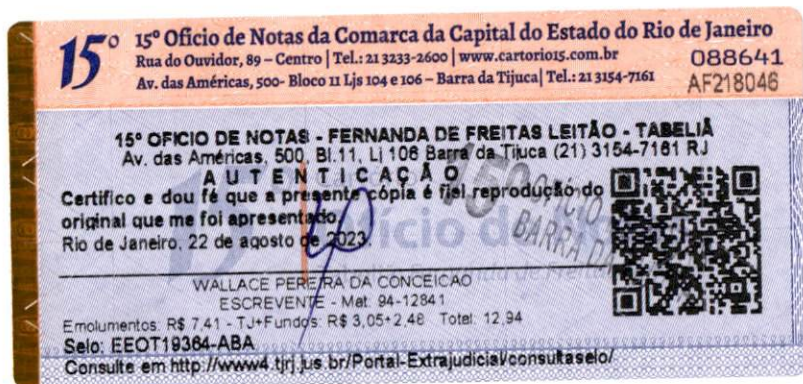 15º 15º Ofício de Notas da Comarca da Capital do Estado do Rio de Janeiro
Rua do Ouvidor, 89 – Centro | Tel.: 21 3233-2600 | www.cartorio15.com.br
088641
Av. das Américas, 500- Bloco 11 Ljs 104 e 106 – Barra da Tijuca| Tel.: 21 3154-7161
AF218046
15º OFICIO DE NOTAS - FERNANDA DE FREITAS LEITÃO - TABELIÃ
Av. das Américas, 500, Bl.11, Lj 106 Barra da Tijuca (21) 3154-7161 RJ
AUTENTICAÇÃO
Certifico e dou fé que a presente cópia é fiel reprodução do
original que me foi apresentado.
Rio de Janeiro, 22 de agosto de 2023.
15º OFÍCIO
BARRA DA
WALLACE PEREIRA DA CONCEICAO
ESCREVENTE - Mat. 94-12841
Emolumentos: R$ 7,41 - TJ+Fundos: R$ 3,05+2,48 Total: 12,94
Selo: EEOT19364-ABA
Consulte em http://www4.tjrj.jus.br/Portal-Extrajudicial/consultaselo/